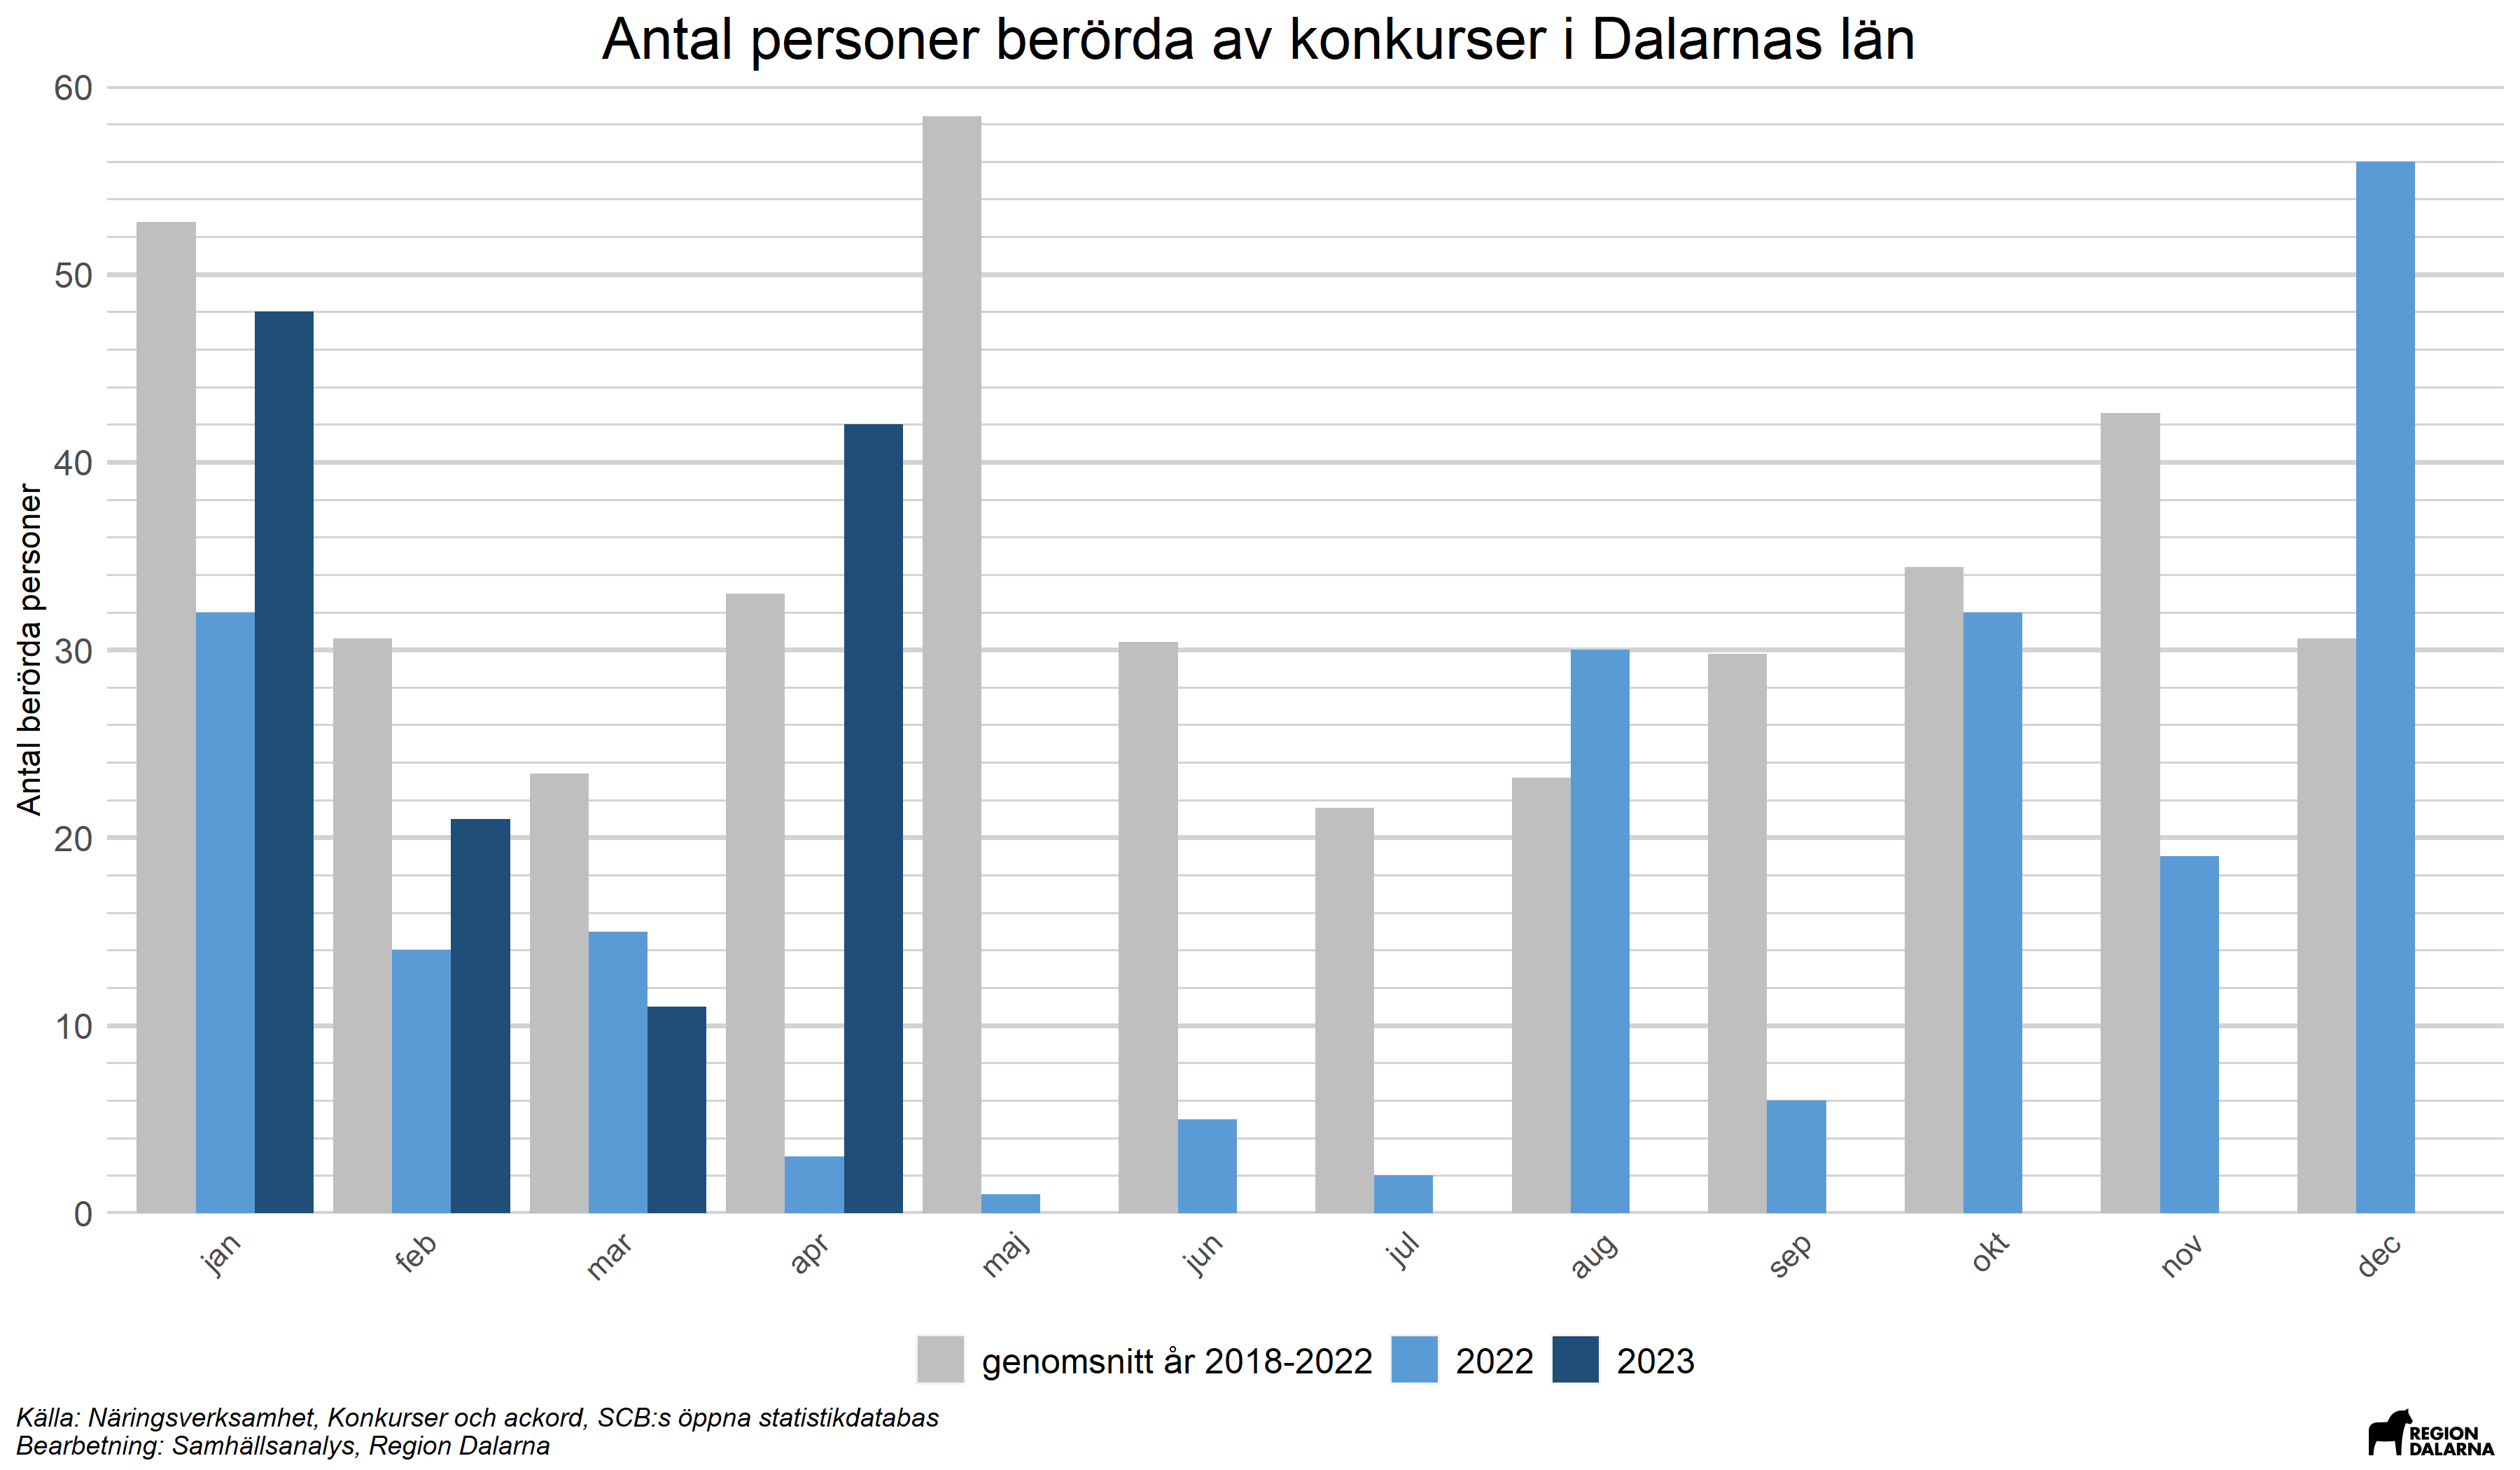 Antal personer berörda av konkurser i Dalarnas län
Antal berörda personer
60
50
40
30
20
10
0
jan
feb
mar
apr
maj
jun
jul
aug
sep
okt
nov
dec
genomsnitt år 2018-2022
2022
2023
Källa: Näringsverksamhet, Konkurser och ackord, SCB:s öppna statistikdatabas
Bearbetning: Samhällsanalys, Region Dalarna
REGION
DALARNA